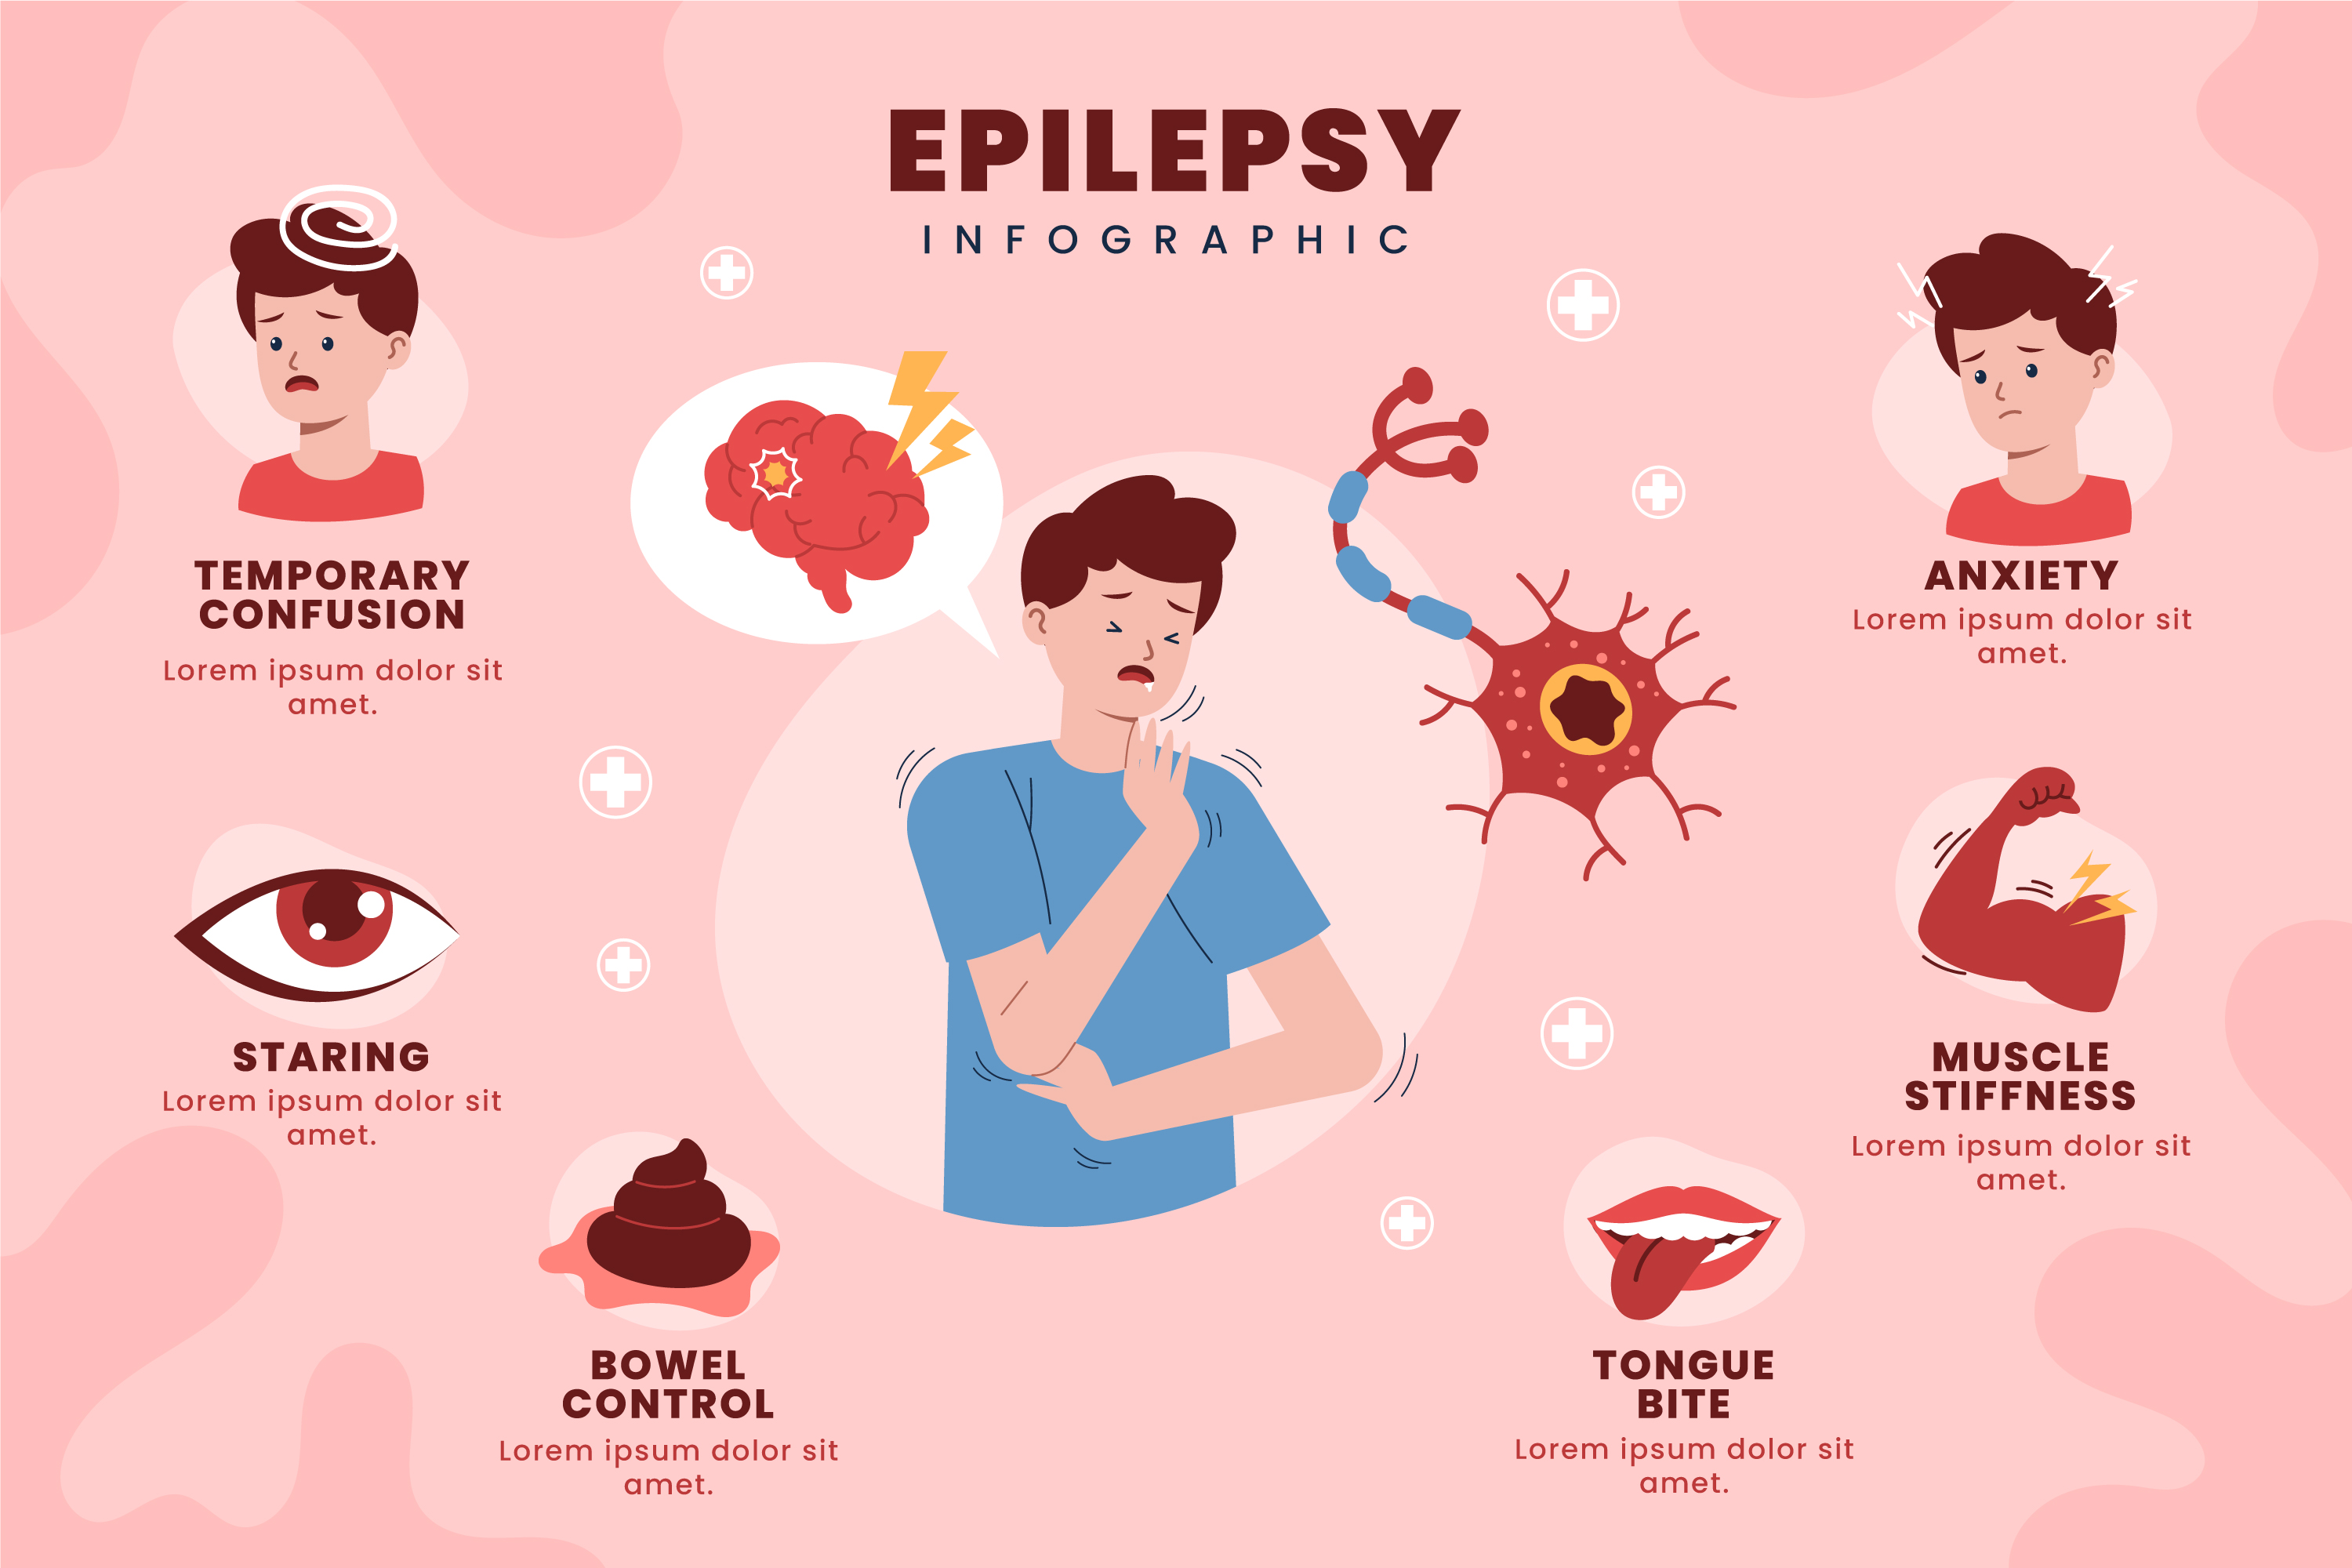 EPILEPSY
INFOGRAPHIC
TEMPORARY
CONFUSION
Lorem ipsum dolor sit
amet.
STARING
Lorem ipsum dolor sit
amet.
BOWEL
CONTROL
Lorem ipsum dolor sit
amet.
ANXIETY
Lorem ipsum dolor sit
amet.
MUSCLE
STIFFNESS
Lorem ipsum dolor sit
amet.
TONGUE
BITE
Lorem ipsum dolor sit
amet.